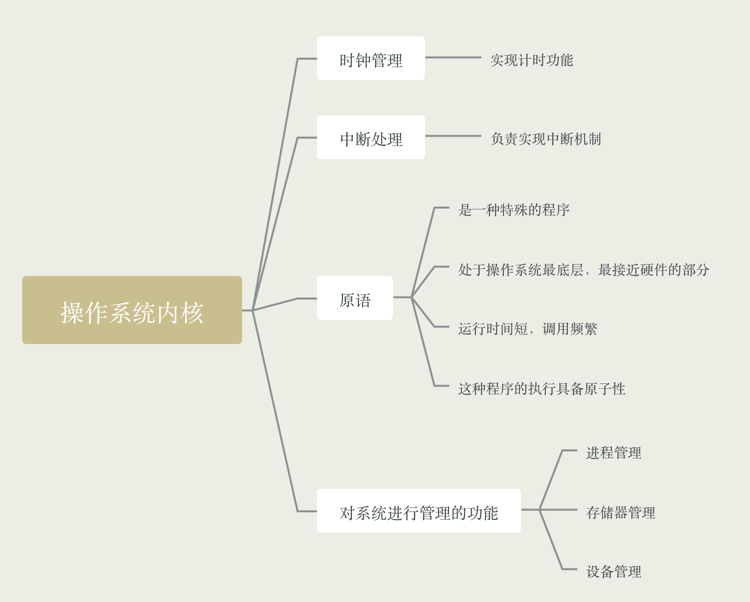 操作系统内核
时钟管理
实现计时功能
中断处理
负责实现中断机制
原语
是一种特殊的程序
处于操作系统最底层，最接近硬件的部分
运行时间短，调用频繁
这种程序的执行具备原子性
对系统进行管理的功能
进程管理
存储器管理
设备管理